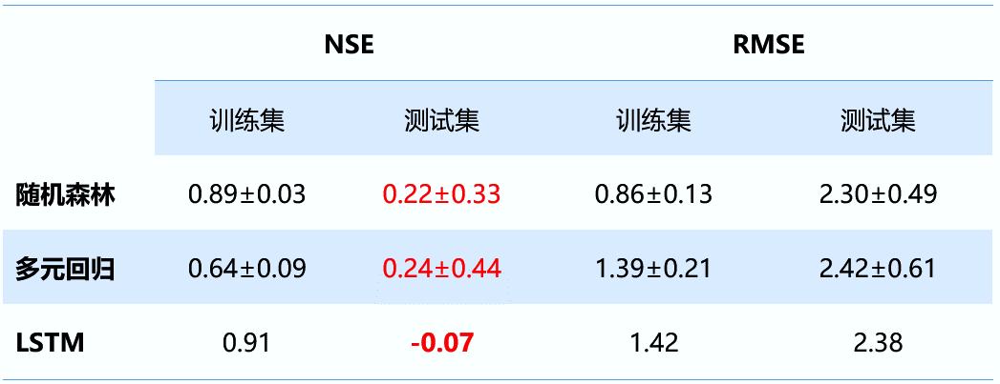 NSE RMSE
训练集 测试集 训练集 测试集
随机森林 0.89±0.03 0.22±0.33 0.86±0.13 2.30±0.49
多元回归 0.64±0.09 0.24±0.44 1.39±0.21 2.42±0.61
LSTM 0.91 -0.07 1.42 2.38